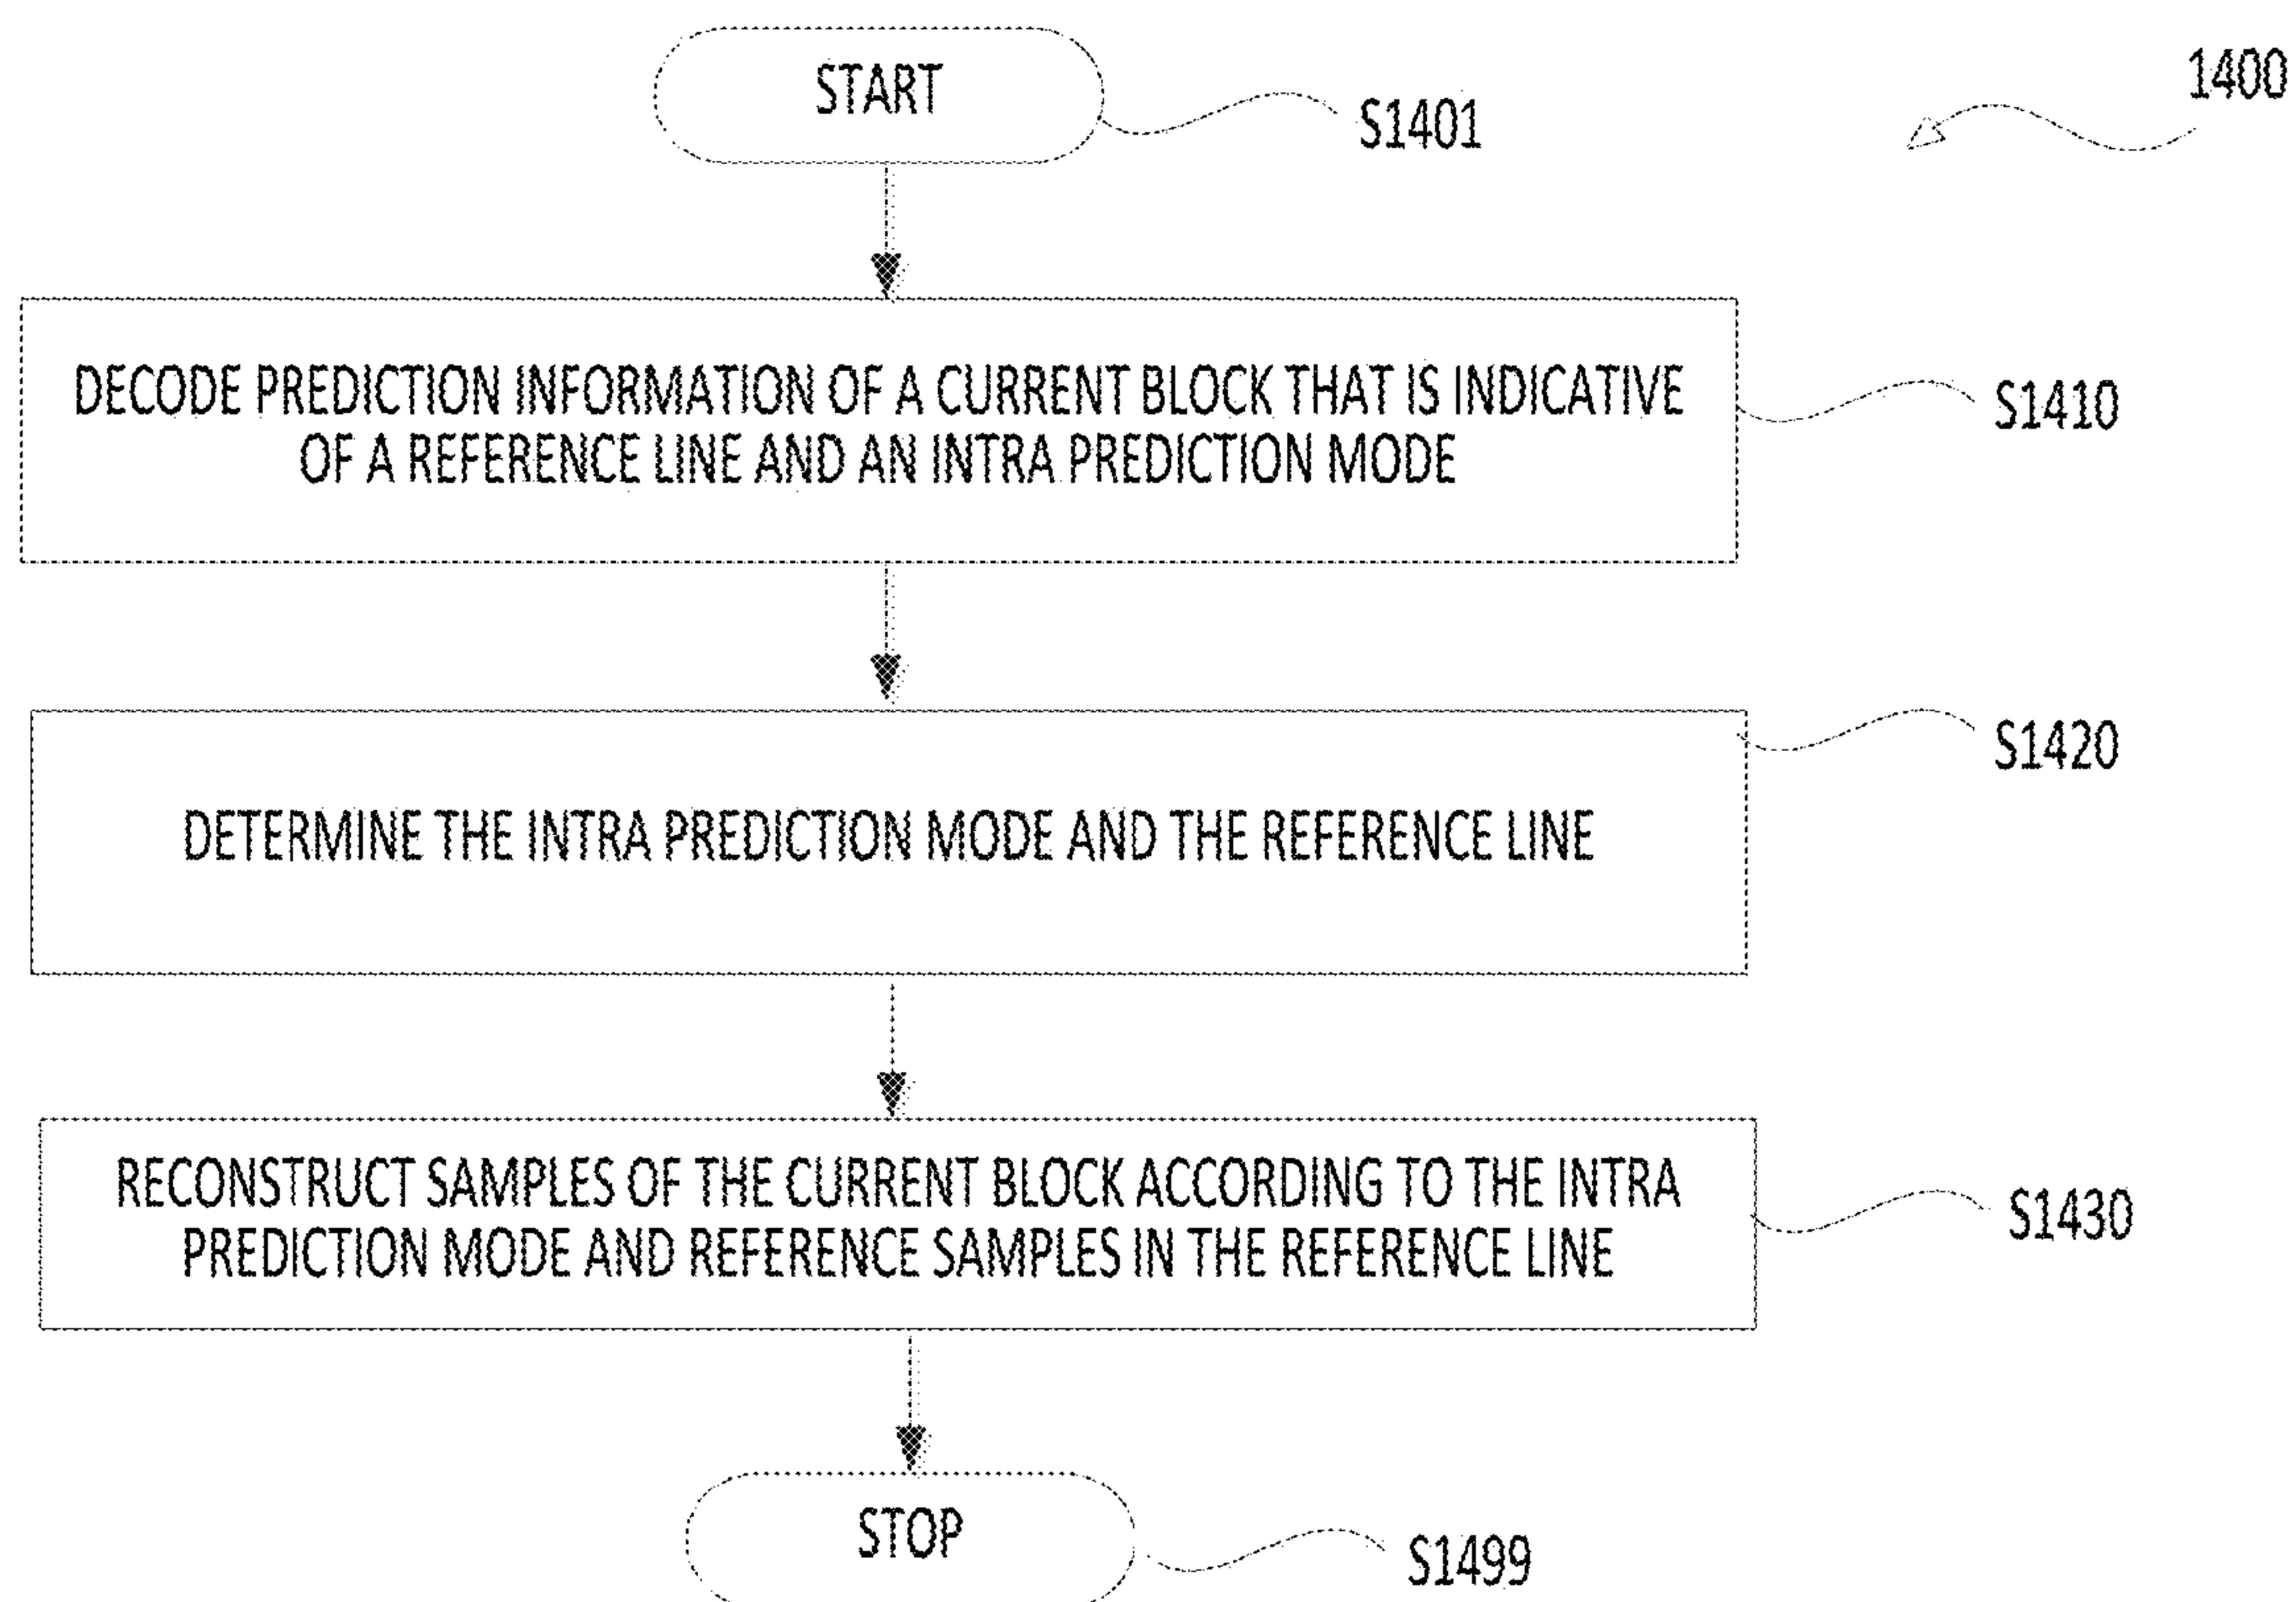 1400
START
S1401
DECODE PREDICTION INFORMATION OF A CURRENT BLOCK THAT IS INDICATIVE
OF A REFERENCE LINE AND AN INTRA PREDICTION MODE
S1410
S1420
DETERMINE THE INTRA PREDICTION MODE AND THE REFERENCE LINE
RECONSTRUCT SAMPLES OF THE CURRENT BLOCK ACCORDING TO THE INTRA
PREDICTION MODE AND REFERENCE SAMPLES IN THE REFERENCE LINE
S1430
STOP
S1499